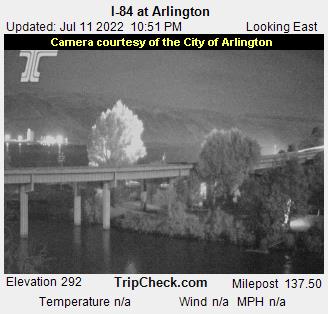 I-84 at Arlington
Updated: Jul 11 2022 10:51 PM Looking East
Camera courtesy of the City of Arlington
Elevation 292 TripCheck.com Milepost 137.50
Temperature n/a Wind n/a MPH n/a